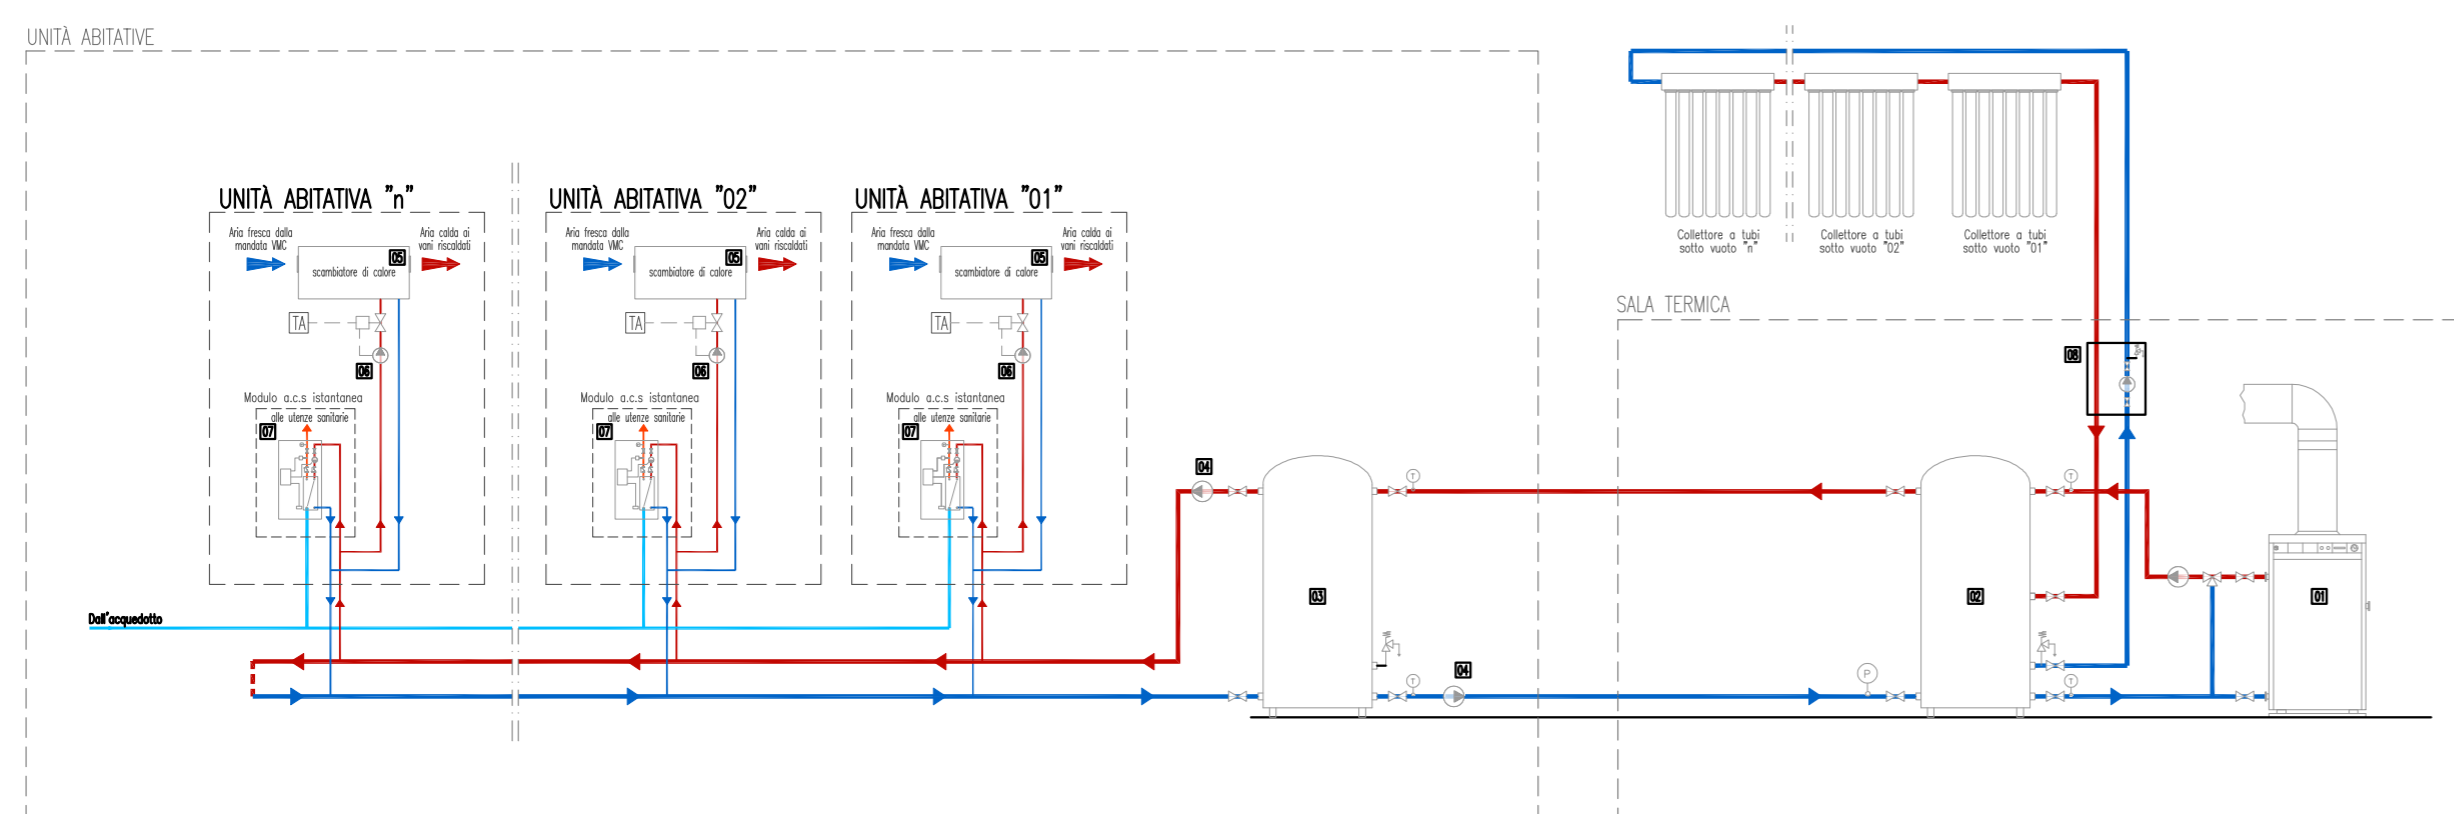 UNITÀ ABITATIVE
UNITÀ ABITATIVA "n"
Aria fresca dalla
mandata VMC
Aria calda ai
vani riscaldati
05
scambiatore di calore
TA
06
Modulo a.c.s istantanea
alle utenze sanitarie
07
UNITÀ ABITATIVA "02"
Aria fresca dalla
mandata VMC
Aria calda ai
vani riscaldati
05
scambiatore di calore
TA
06
Modulo a.c.s istantanea
alle utenze sanitarie
07
UNITÀ ABITATIVA "01"
Aria fresca dalla
mandata VMC
Aria calda ai
vani riscaldati
05
scambiatore di calore
TA
06
Modulo a.c.s istantanea
alle utenze sanitarie
07
Dall'acquedotto
04
T
03
T
04
Collettore a tubi
sotto vuoto "n"
Collettore a tubi
sotto vuoto "02"
Collettore a tubi
sotto vuoto "01"
SALA TERMICA
08
T
02
01
P
T